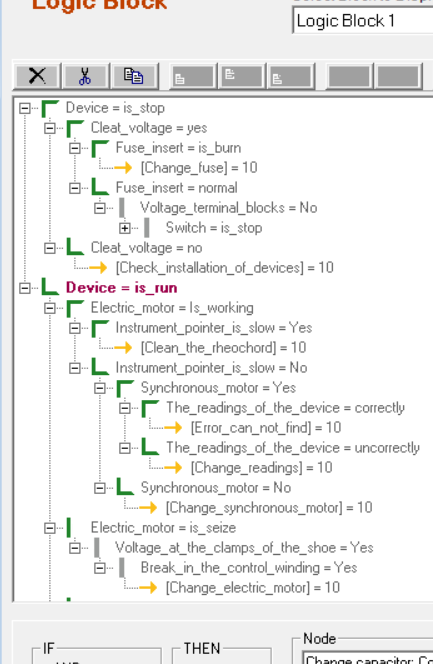 Logic Block
Logic Block 1
Device = is_stop
Cleat_voltage = yes
Fuse_insert = is_burn
[Change_fuse] = 10
Fuse_insert = normal
Voltage_terminal_blocks = No
Switch = is_stop
Cleat_voltage = no
[Check_installation_of_devices] = 10
Device = is_run
Electric_motor = Is_working
Instrument_pointer_is_slow = Yes
[Clean_the_rheochord] = 10
Instrument_pointer_is_slow = No
Synchronous_motor = Yes
The_readings_of_the_device = correctly
[Error_can_not_find] = 10
The_readings_of_the_device = uncorrectly
[Change_readings] = 10
Synchronous_motor = No
[Change_synchronous_motor] = 10
Electric_motor = is_seize
Voltage_at_the_clamps_of_the_shoe = Yes
Break_in_the_control_winding = Yes
[Change_electric_motor] = 10
IF THEN Node
Change capacitor: Co